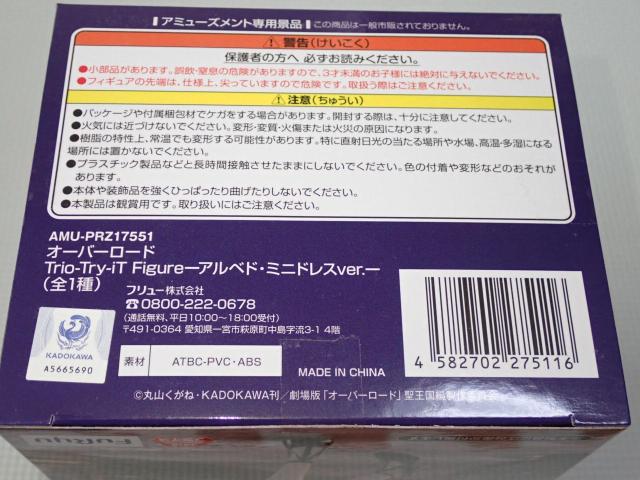 アミューズメント専用景品 この商品は一般市販されておりません。
警告(けいこく)
保護者の方へ 必ずお読みください。
●小部品があります。誤飲・窒息の危険がありますので、3才未満のお子様には絶対に与えないでください。
●フィギュアの先端は、仕様上、尖っていますので危険です。取扱う際はご注意ください。
注意(ちゅうい)
●パッケージや付属梱包材でケガをする場合があります。開封する際は、十分に注意してください。
●火気には近づけないでください。変形・変質・火傷または火災の原因になります。
●樹脂の特性上、常温でも変形する可能性があります。特に直射日光の当たる場所や水場、高温・多湿になる
場所には置かないでください。
●プラスチック製品などと長時間接触させたままにしないでください。色の付着や変形などのおそれが
あります。
●本体や装飾品を強くひっぱったり曲げたりしないでください。
●本製品は観賞用です。取り扱いにはご注意ください。
AMU-PRZ17551
オーバーロード
Trio-Try-iT Figure―アルベド・ミニドレスver.―
(全1種)
フリュー株式会社
☎0800-222-0678
(通話無料、平日10:00~18:00受付)
〒491-0364 愛知県一宮市萩原町中島字流3-1 4階
KADOKAWA
A5665690
素材 ATBC-PVC・ABS
MADE IN CHINA
4 582702 275116
©丸山くがね・KADOKAWA刊/劇場版「オーバーロード」聖王国編製作委員会
FuRyu